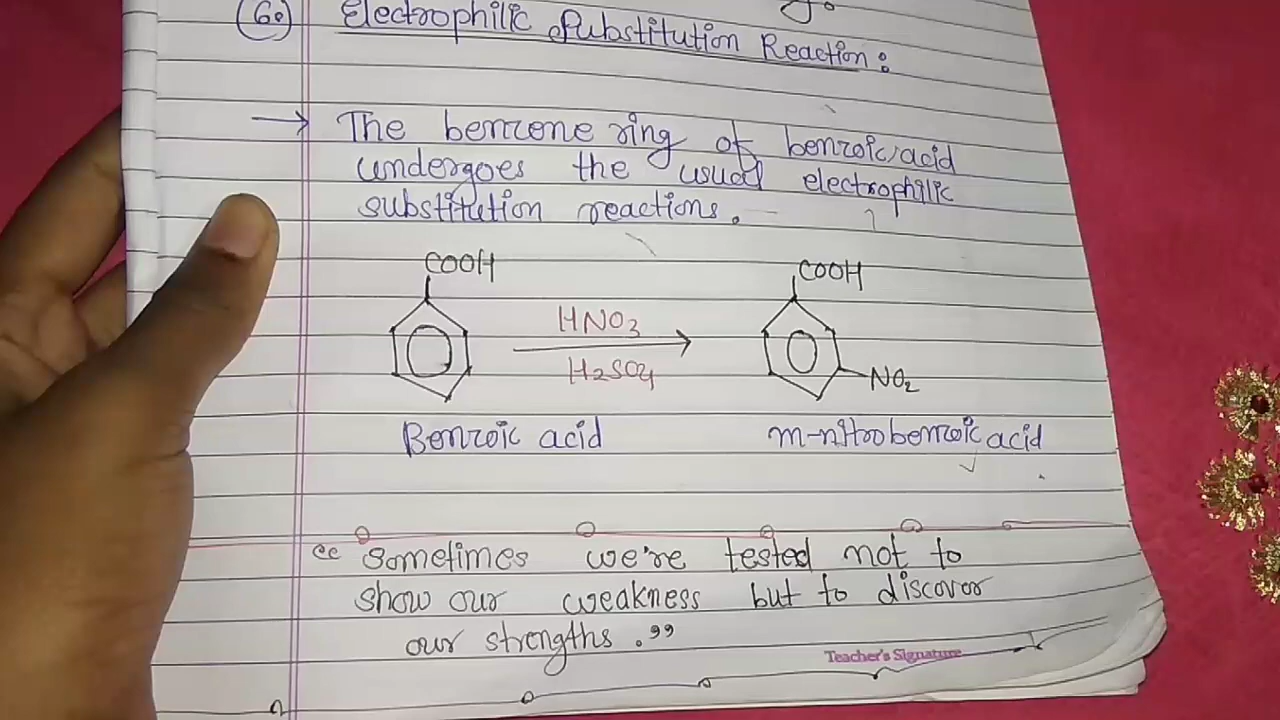 6.
Electrophilic Substitution Reaction :
→ The benzene ring of benzoic acid
undergoes the usual electrophilic
substitution reactions.
COOH
COOH
HNO3
H2SO4
NO2
Benzoic acid
m-nitrobenzoic acid
“ Sometimes we're tested not to
show our weakness but to discover
our strengths .”
Teacher's Signature